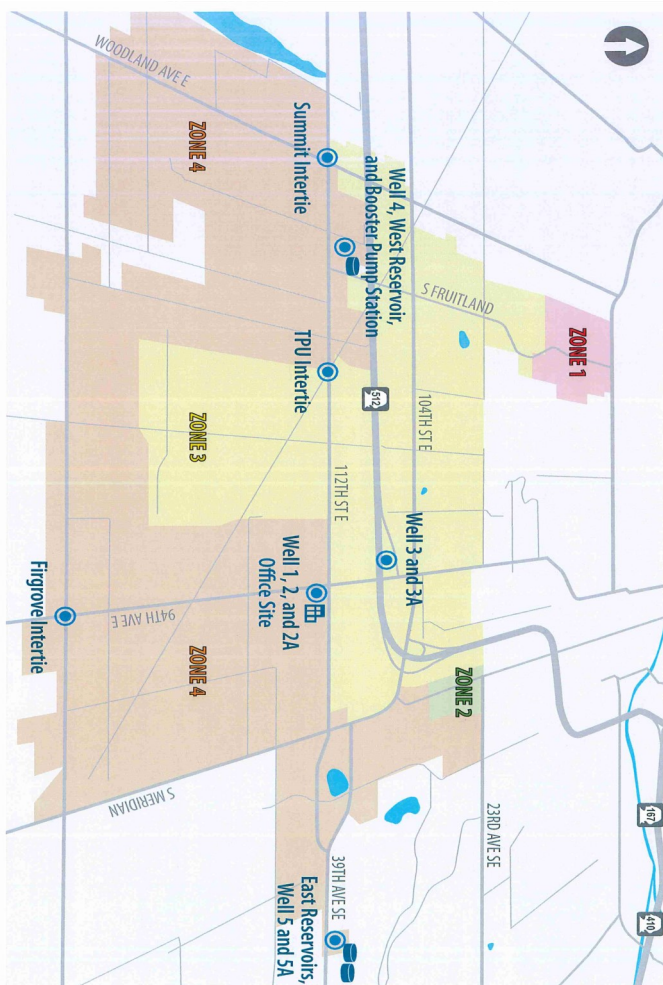 167
410
ZONE 1
23RD AVE SE
ZONE 2
S FRUITLAND
104TH ST E
Well 4, West Reservoir,
and Booster Pump Station
512
Well 3 and 3A
WOODLAND AVE E
Summit Intertie
TPU Intertie
112TH ST E
Well 1, 2, and 2A
Office Site
39TH AVE SE
East Reservoirs,
Well 5 and 5A
ZONE 4
ZONE 3
ZONE 4
94TH AVE E
S MERIDIAN
Firgrove Intertie